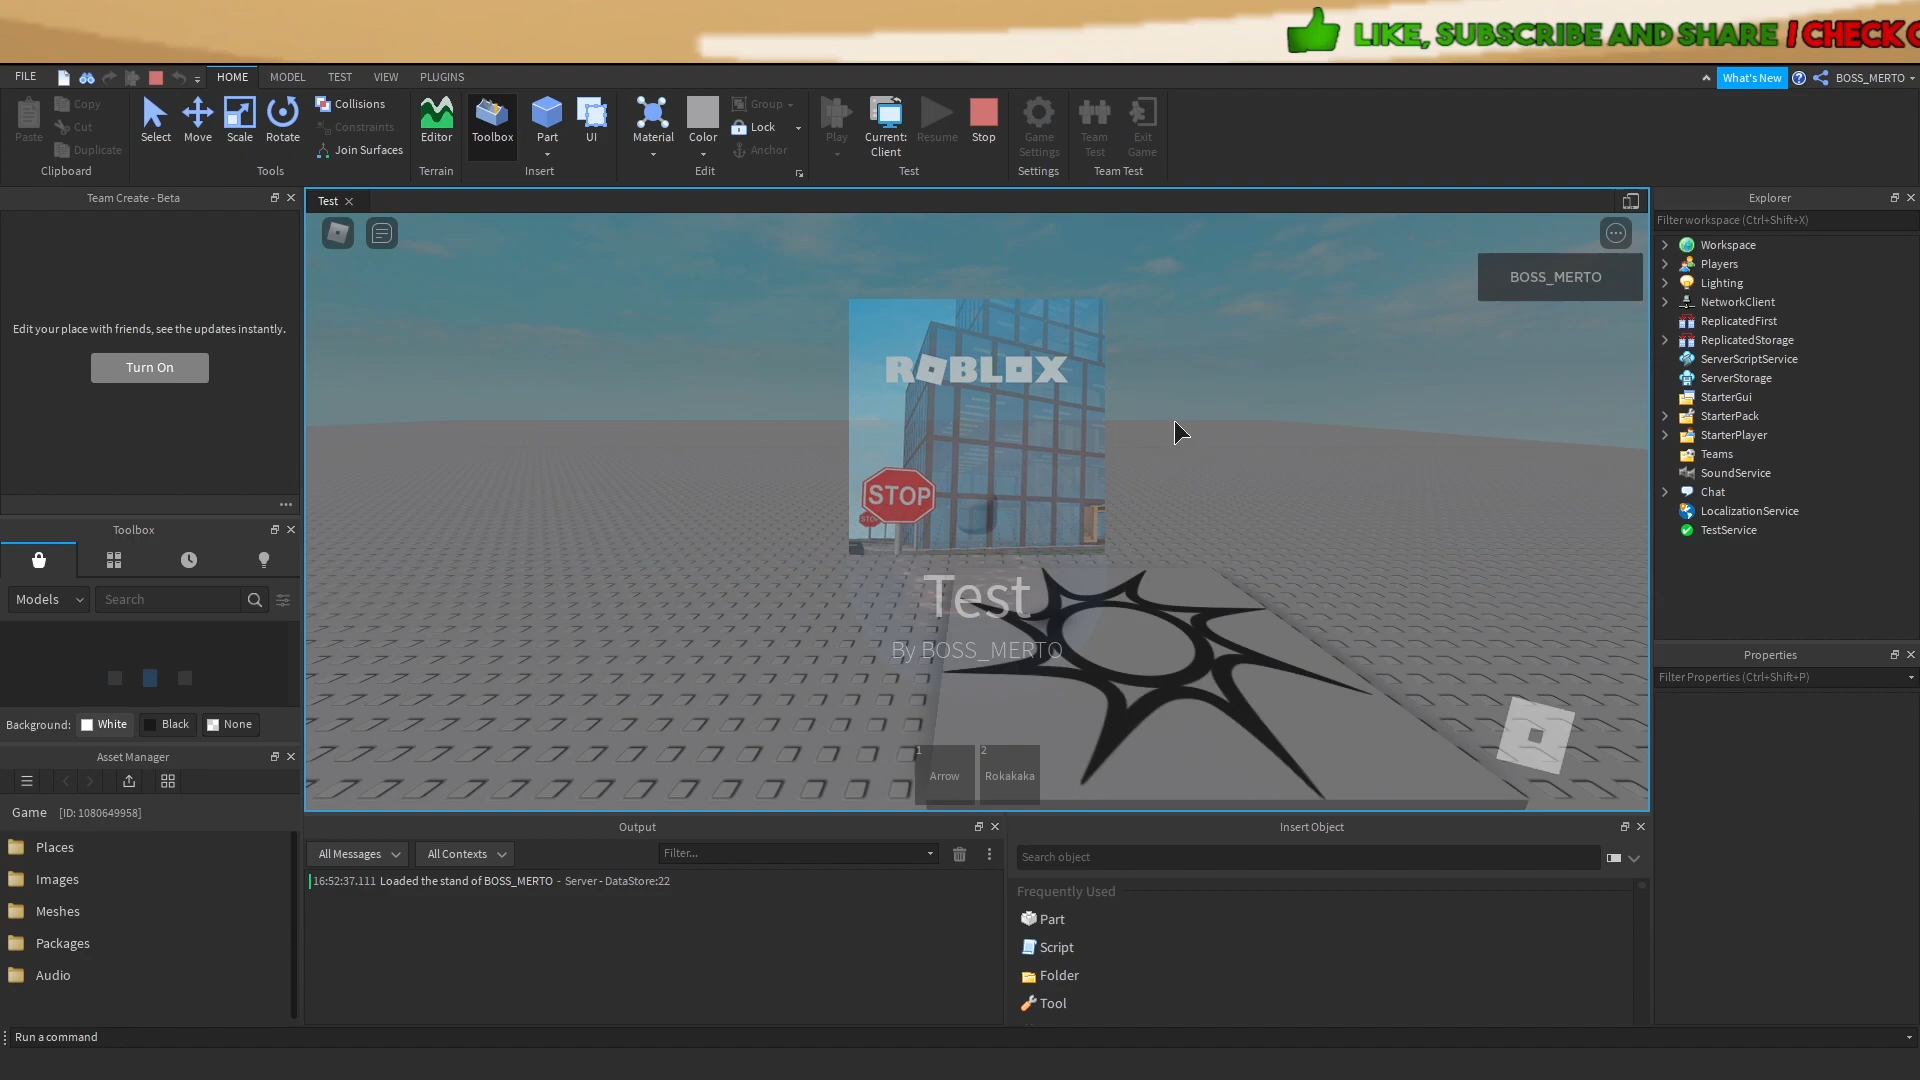 LIKE, SUBSCRIBE AND SHARE
I CHECK
FILE
HOME
MODEL
TEST
VIEW
PLUGINS
What's New
BOSS_MERTO
Paste
Copy
Cut
Duplicate
Clipboard
Select
Move
Scale
Rotate
Collisions
Constraints
Join Surfaces
Tools
Editor
Terrain
Toolbox
Part
UI
Insert
Material
Color
Group
Lock
Anchor
Edit
Play
Current:
Client
Resume
Stop
Test
Game
Settings
Settings
Team
Test
Exit
Game
Team Test
Team Create - Beta
Edit your place with friends, see the updates instantly.
Turn On
Toolbox
Models
Search
Background:
White
Black
None
Asset Manager
Game [ID: 1080649958]
Places
Images
Meshes
Packages
Audio
Test
BOSS_MERTO
ROBLOX
STOP
Test
By BOSS_MERTO
1
Arrow
2
Rokakaka
Output
All Messages
All Contexts
Filter...
16:52:37.111 Loaded the stand of BOSS_MERTO - Server - DataStore:22
Insert Object
Search object
Frequently Used
Part
Script
Folder
Tool
Explorer
Filter workspace (Ctrl+Shift+X)
Workspace
Players
Lighting
NetworkClient
ReplicatedFirst
ReplicatedStorage
ServerScriptService
ServerStorage
StarterGui
StarterPack
StarterPlayer
Teams
SoundService
Chat
LocalizationService
TestService
Properties
Filter Properties (Ctrl+Shift+P)
Run a command